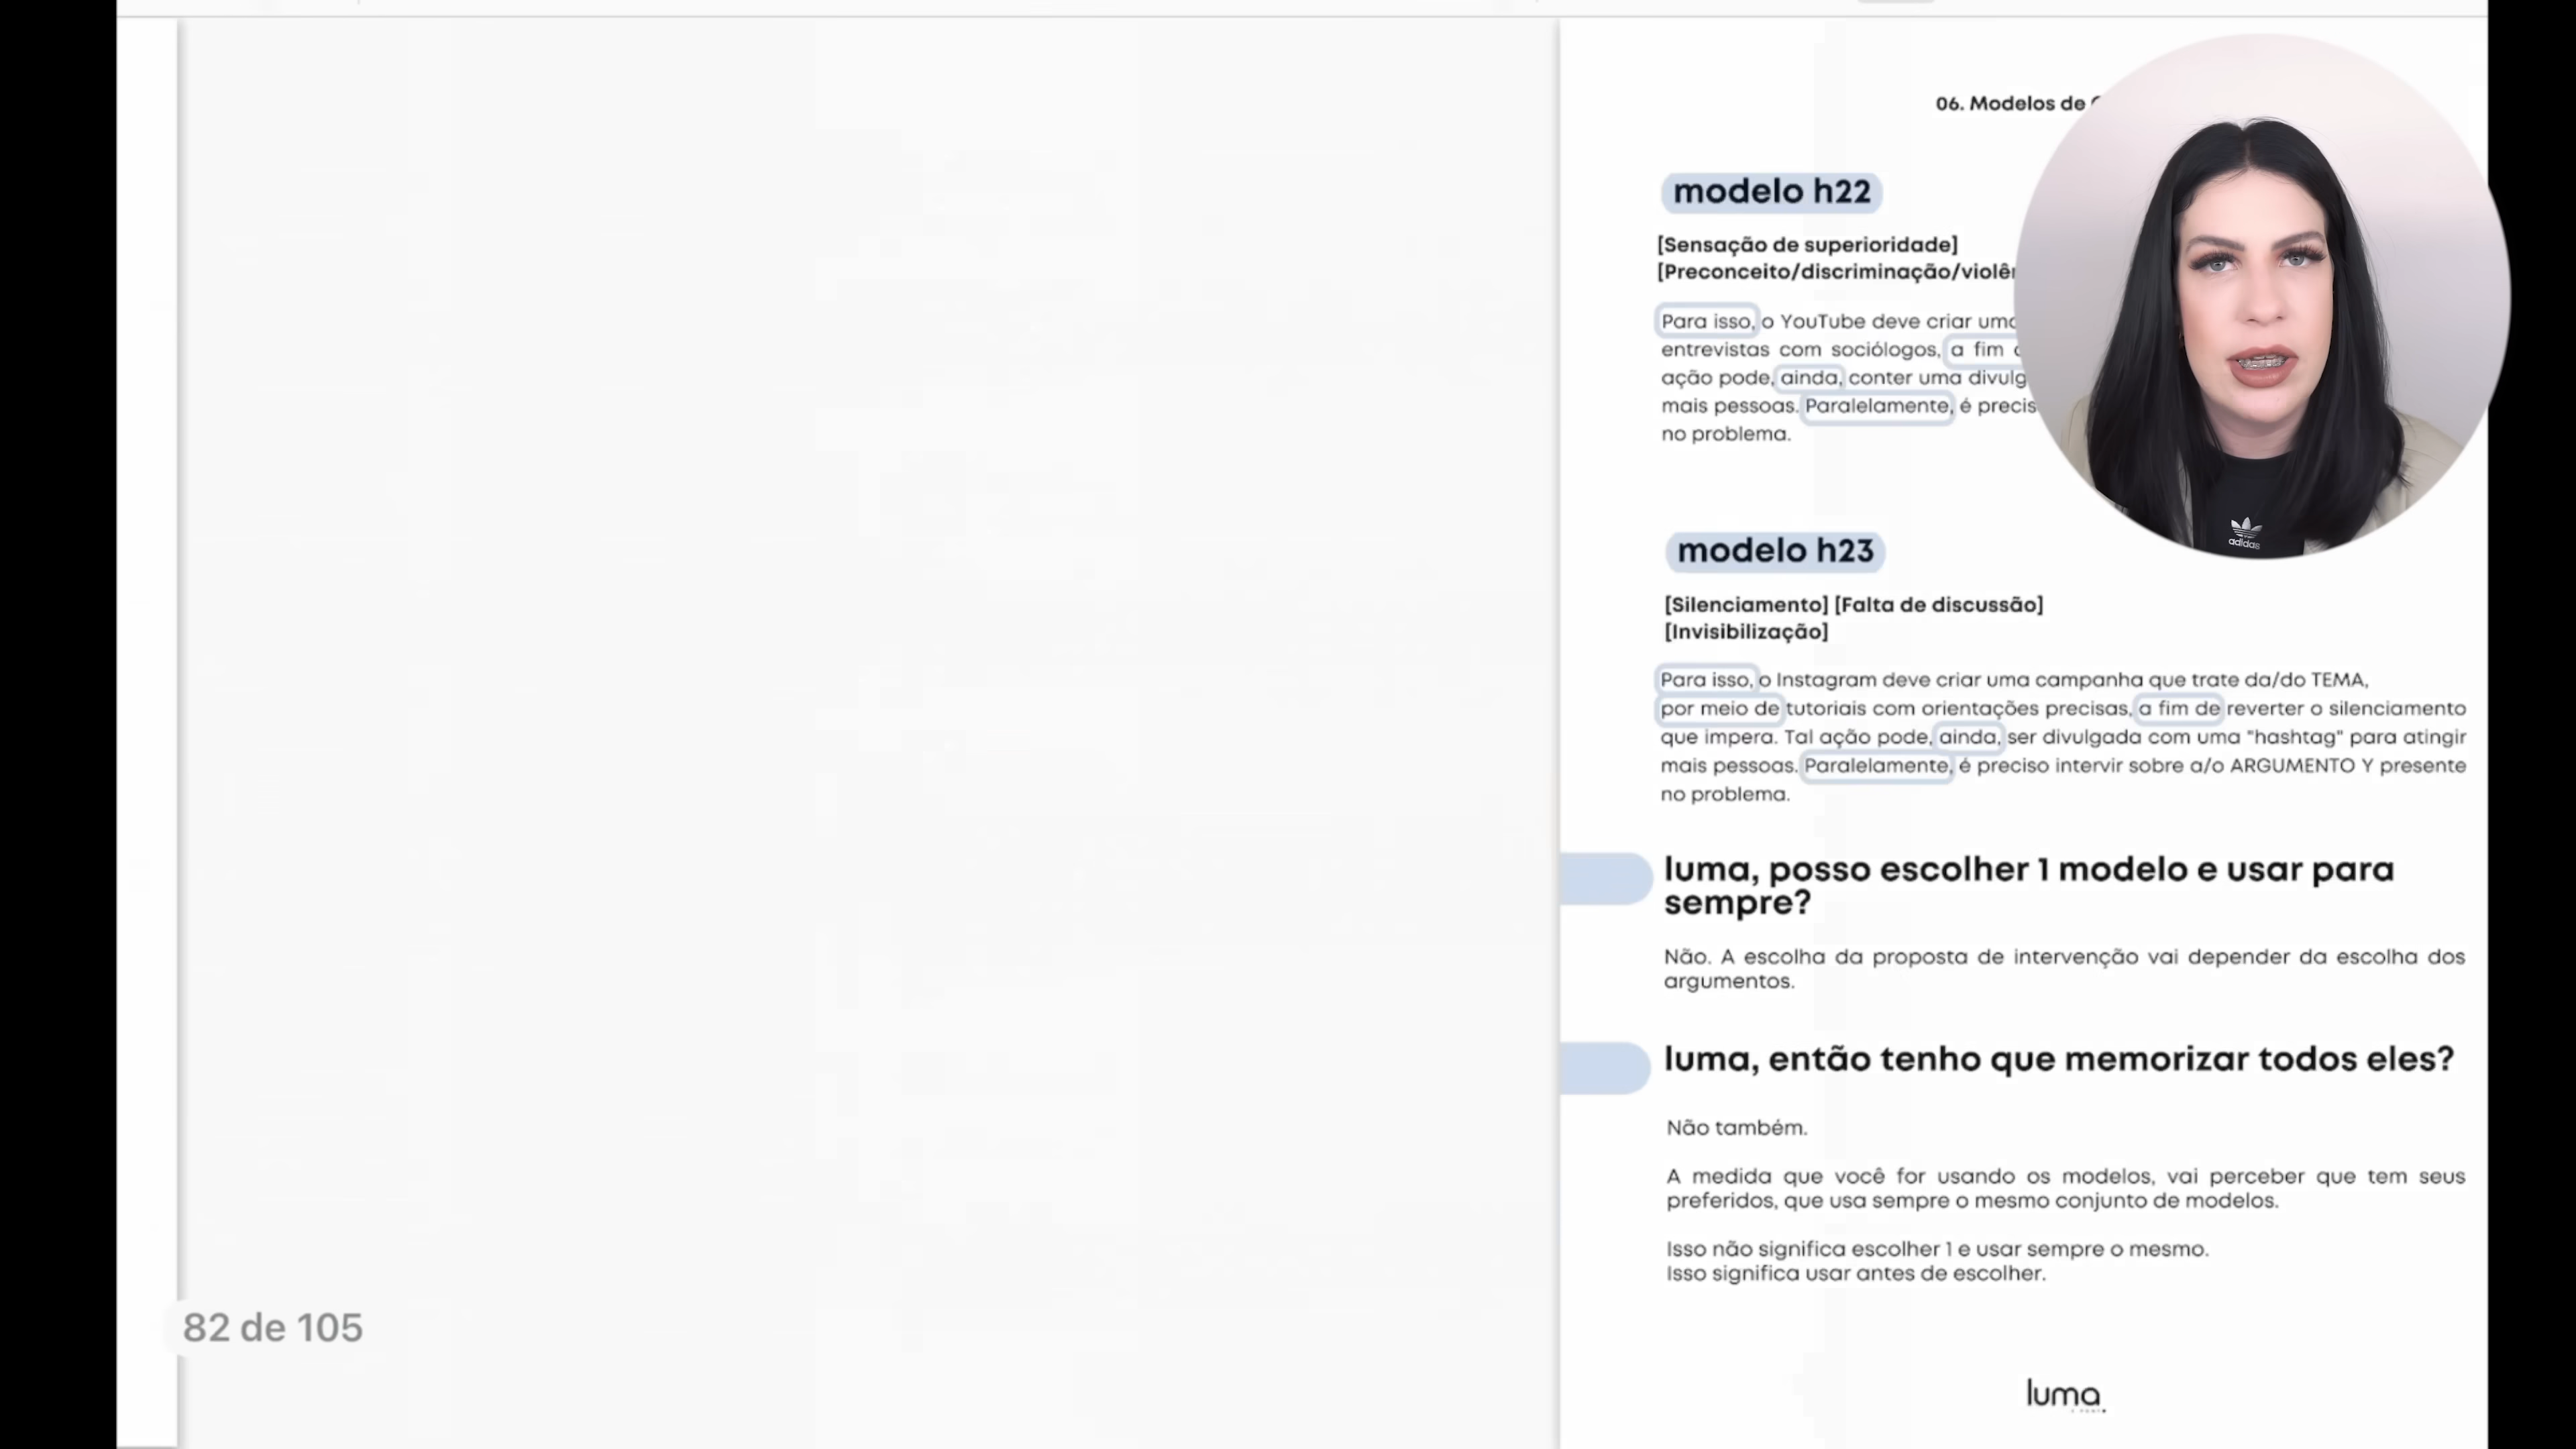 06. Modelos de
modelo h22
[Sensação de superioridade]
[Preconceito/discriminação/
Para isso, o YouTube deve criar
entrevistas com sociólogos, a fim
ação pode, ainda, conter uma
mais pessoas. Paralelamente, é
no problema.
modelo h23
[Silenciamento] [Falta de discussão]
[Invisibilização]
Para isso, o Instagram deve criar uma campanha que trate da/do TEMA,
por meio de tutoriais com orientações precisas, a fim de reverter o silenciamento
que impera. Tal ação pode, ainda, ser divulgada com uma "hashtag" para atingir
mais pessoas. Paralelamente, é preciso intervir sobre a/o ARGUMENTO Y presente
no problema.
luma, posso escolher 1 modelo e usar para
sempre?
Não. A escolha da proposta de intervenção vai depender da escolha dos
argumentos.
luma, então tenho que memorizar todos eles?
Não também.
A medida que você for usando os modelos, vai perceber que tem seus
preferidos, que usa sempre o mesmo conjunto de modelos.
Isso não significa escolher 1 e usar sempre o mesmo.
Isso significa usar antes de escolher.
82 de 105
luma
adidas